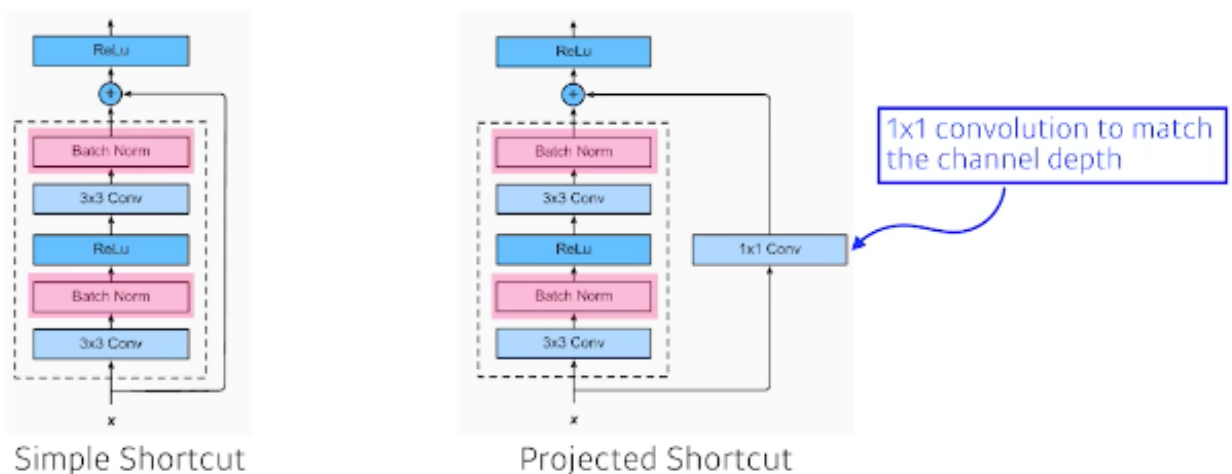 ReLu
+
Batch Norm
3x3 Conv
ReLu
Batch Norm
3x3 Conv
x
Simple Shortcut
ReLu
+
Batch Norm
3x3 Conv
ReLu
Batch Norm
3x3 Conv
x
1x1 Conv
Projected Shortcut
1x1 convolution to match
the channel depth